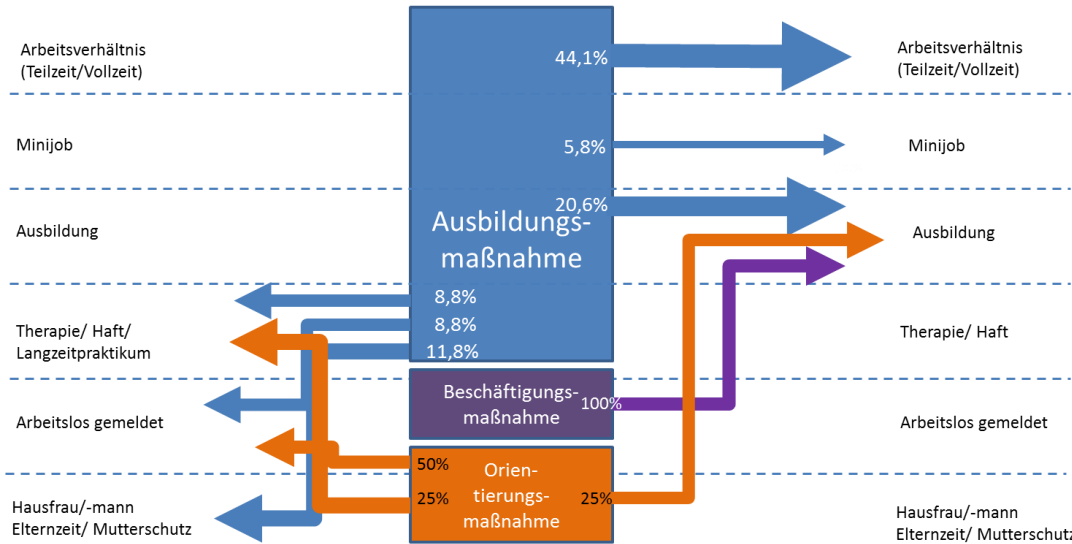 Arbeitsverhältnis
(Teilzeit/Vollzeit)
Minijob
Ausbildung
Therapie/ Haft/
Langzeitpraktikum
Arbeitslos gemeldet
Hausfrau/-mann
Elternzeit/ Mutterschutz
44,1%
5,8%
20,6%
Ausbildungs-
maßnahme
8,8%
8,8%
11,8%
Beschäftigungs-
maßnahme
100%
50%
25%
Orien-
tierungs-
maßnahme
25%
Arbeitsverhältnis
(Teilzeit/Vollzeit)
Minijob
Ausbildung
Therapie/ Haft
Arbeitslos gemeldet
Hausfrau/-mann
Elternzeit/ Mutterschutz